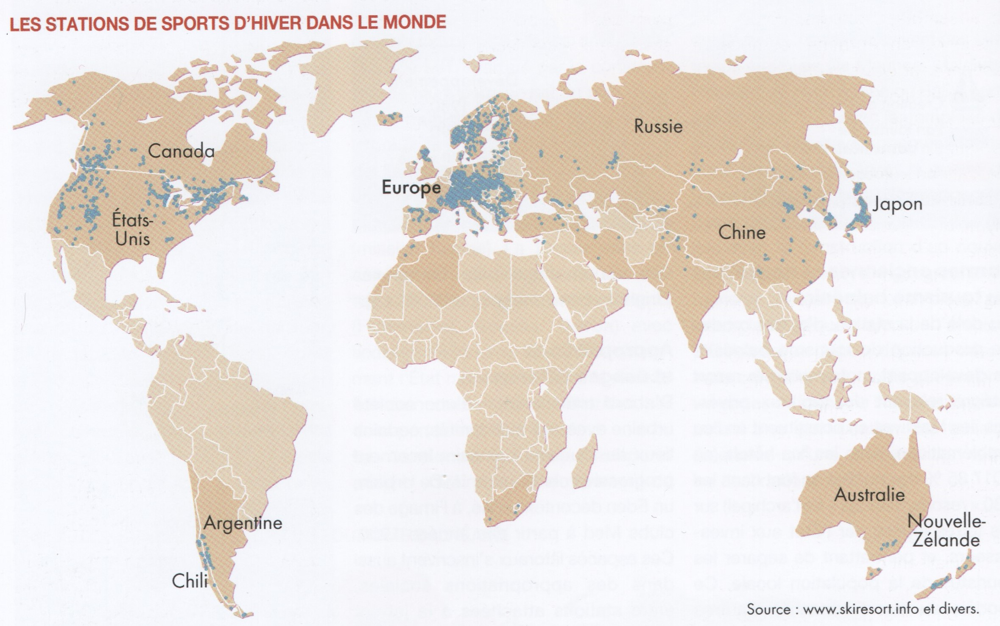 LES STATIONS DE SPORTS D'HIVER DANS LE MONDE
Russie
Canada
Europe
Japon
États-
Unis
Chine
Australie
Argentine
Nouvelle-
Zélande
Chili
Source : www.skiresort.info et divers.